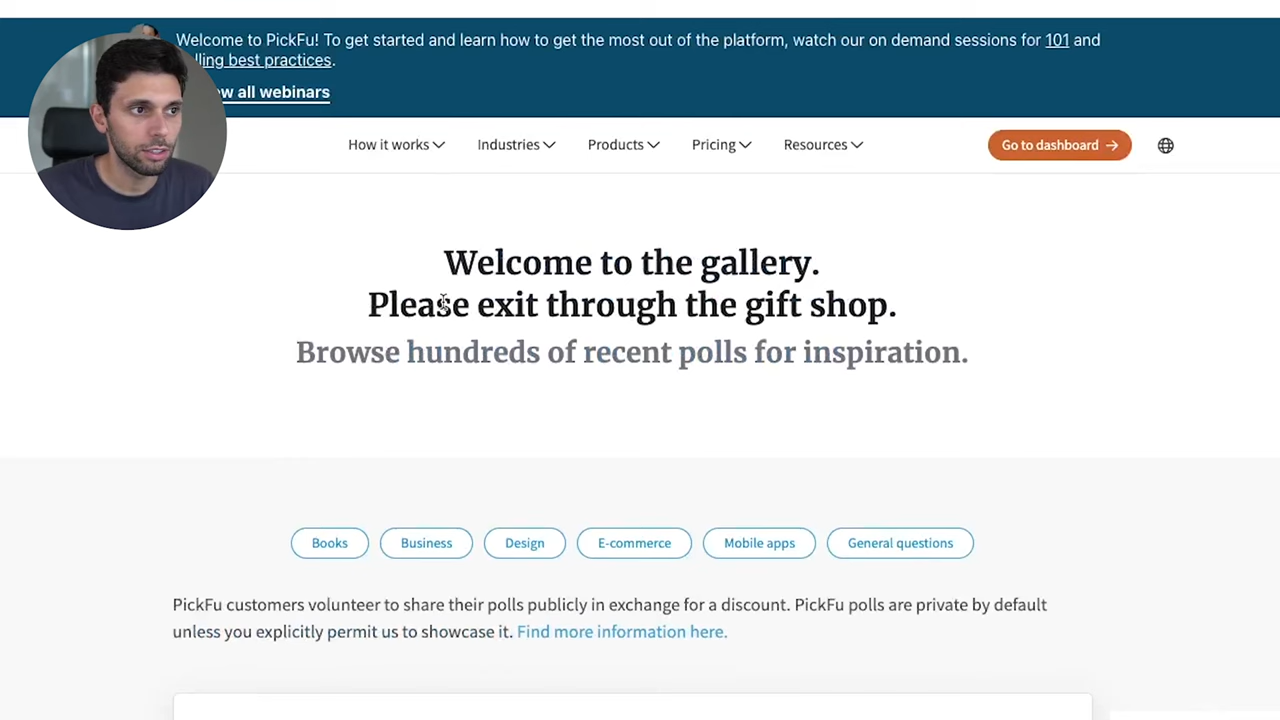 Welcome to PickFu! To get started and learn how to get the most out of the platform, watch our on demand sessions for 101 and
best practices.
all webinars
How it works
Industries
Products
Pricing
Resources
Go to dashboard →
Welcome to the gallery.
Please exit through the gift shop.
Browse hundreds of recent polls for inspiration.
Books
Business
Design
E-commerce
Mobile apps
General questions
PickFu customers volunteer to share their polls publicly in exchange for a discount. PickFu polls are private by default
unless you explicitly permit us to showcase it. Find more information here.